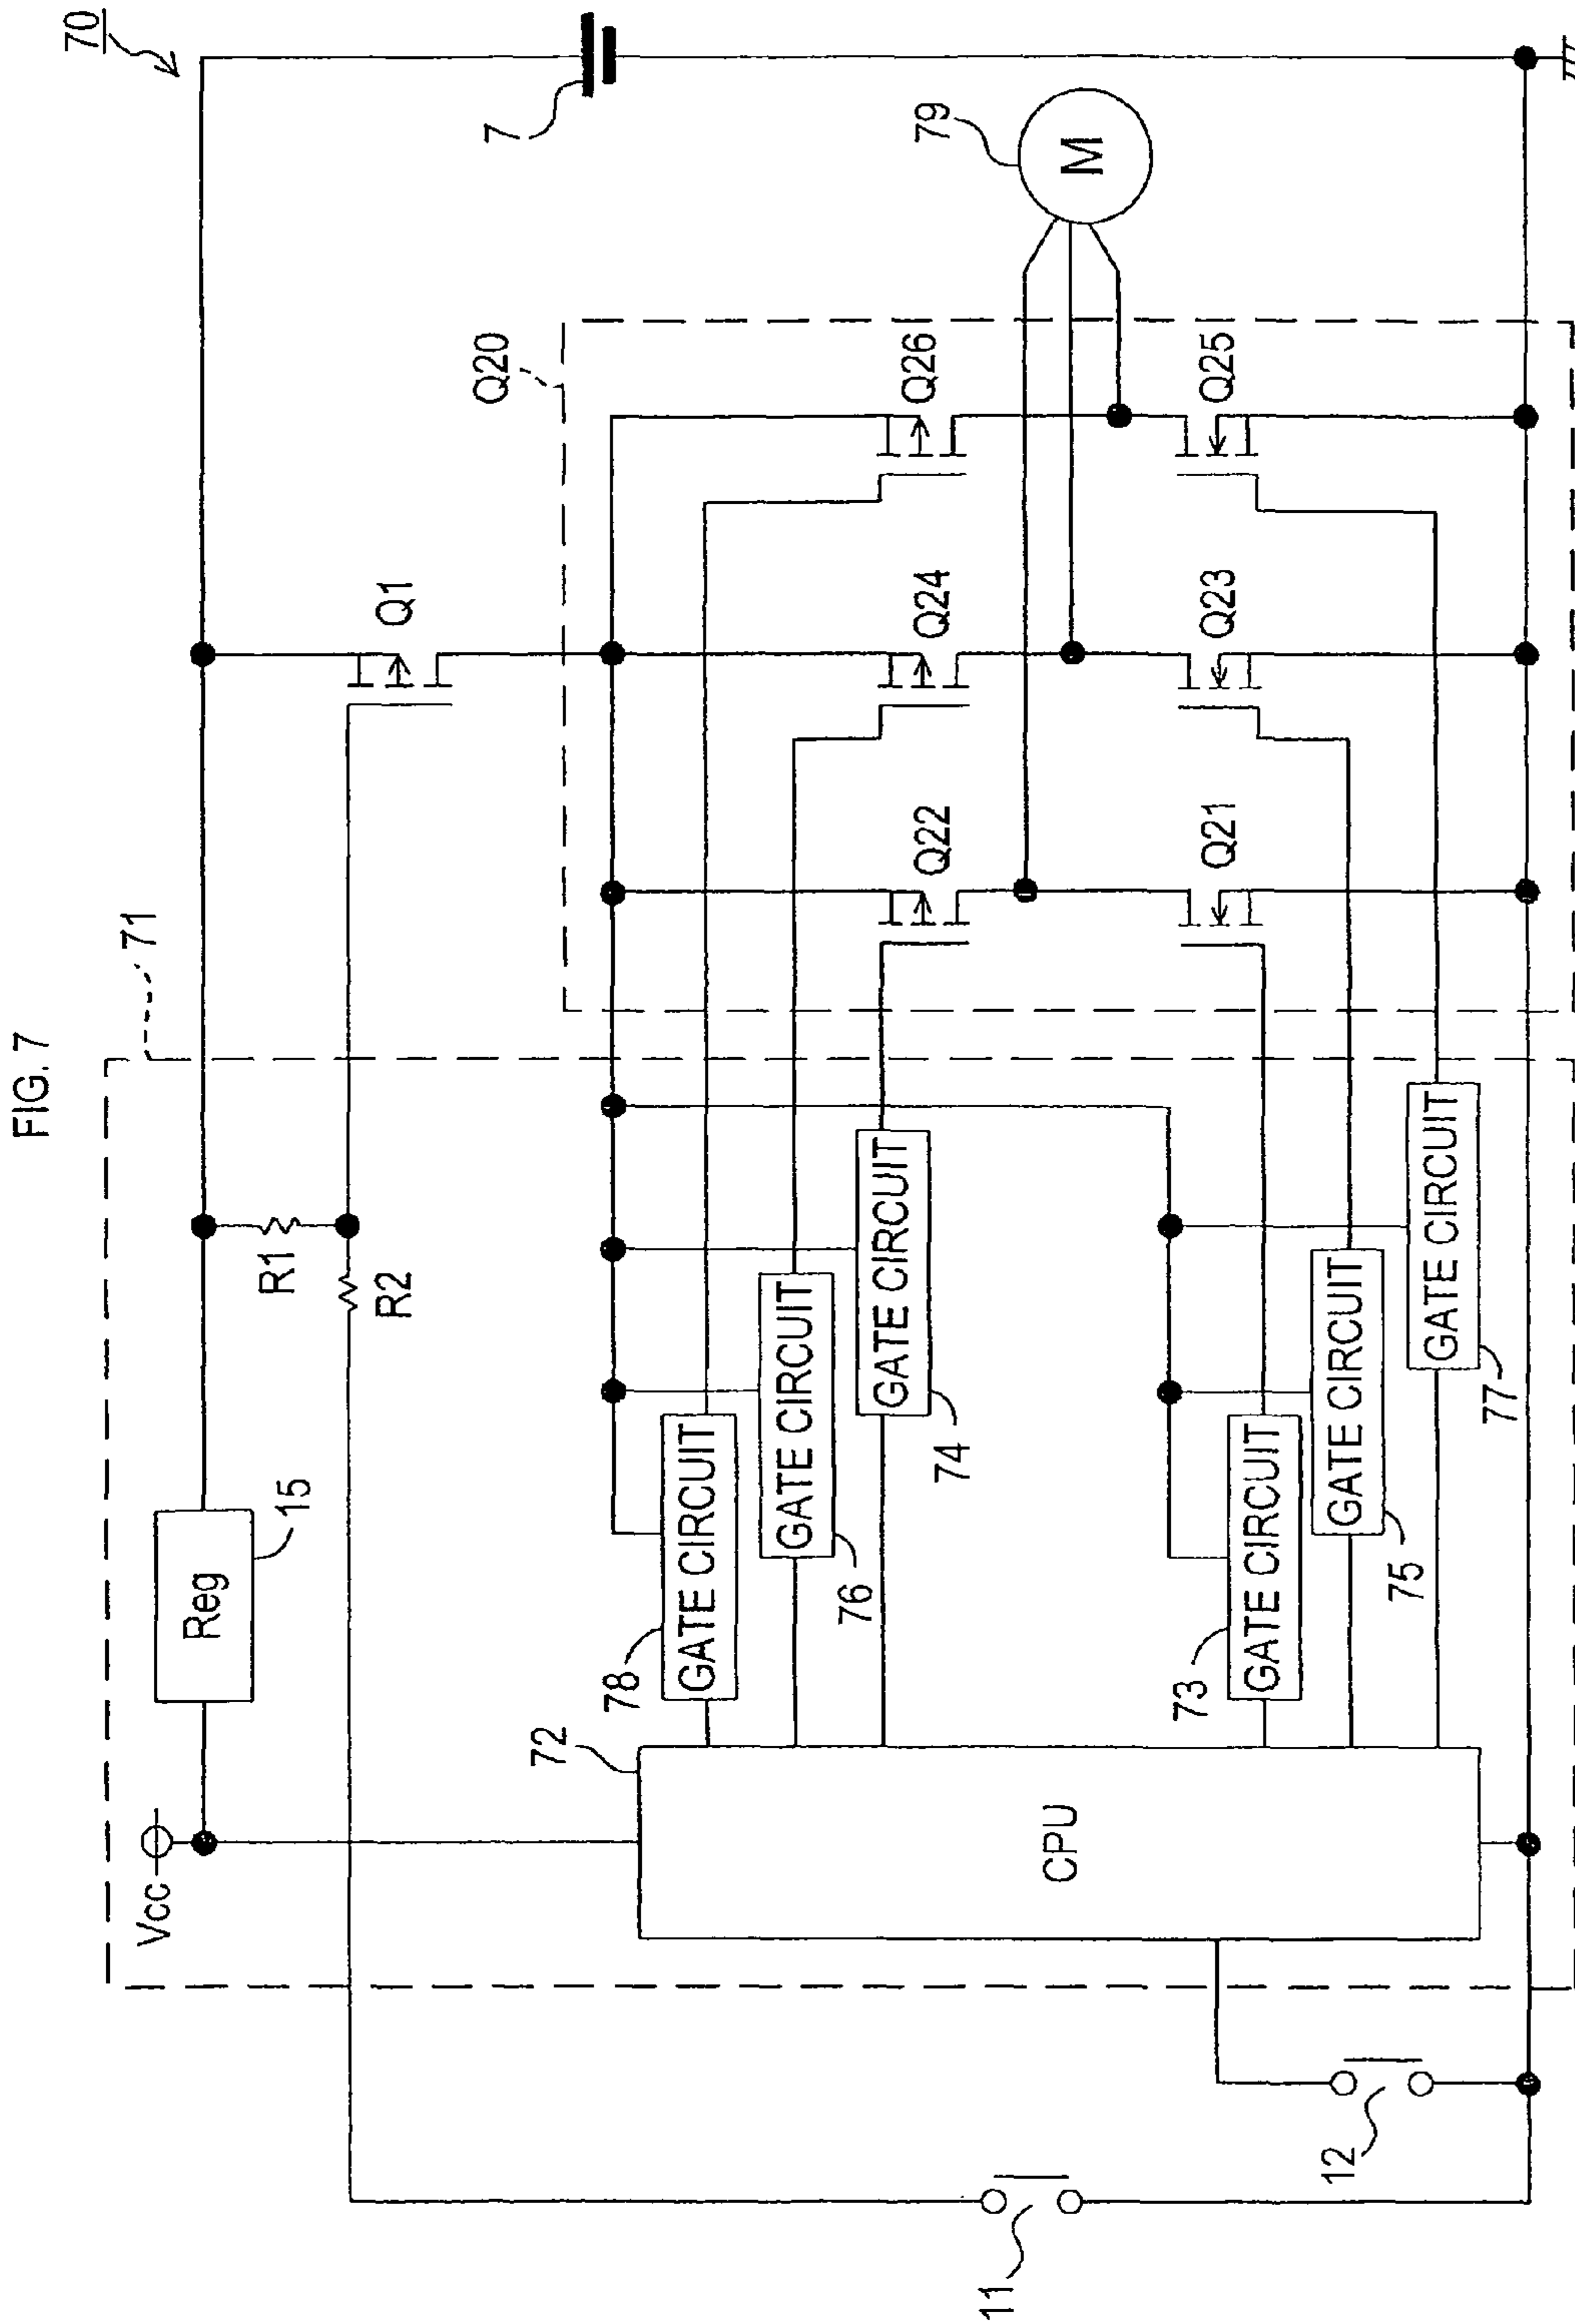 FIG. 7
70
71
Vcc
Reg
15
R1
R2
Q1
7
Q20
79
M
72
CPU
78
GATE CIRCUIT
76
GATE CIRCUIT
74
GATE CIRCUIT
73
GATE CIRCUIT
75
GATE CIRCUIT
77
GATE CIRCUIT
Q22
Q24
Q26
Q21
Q23
Q25
11
12